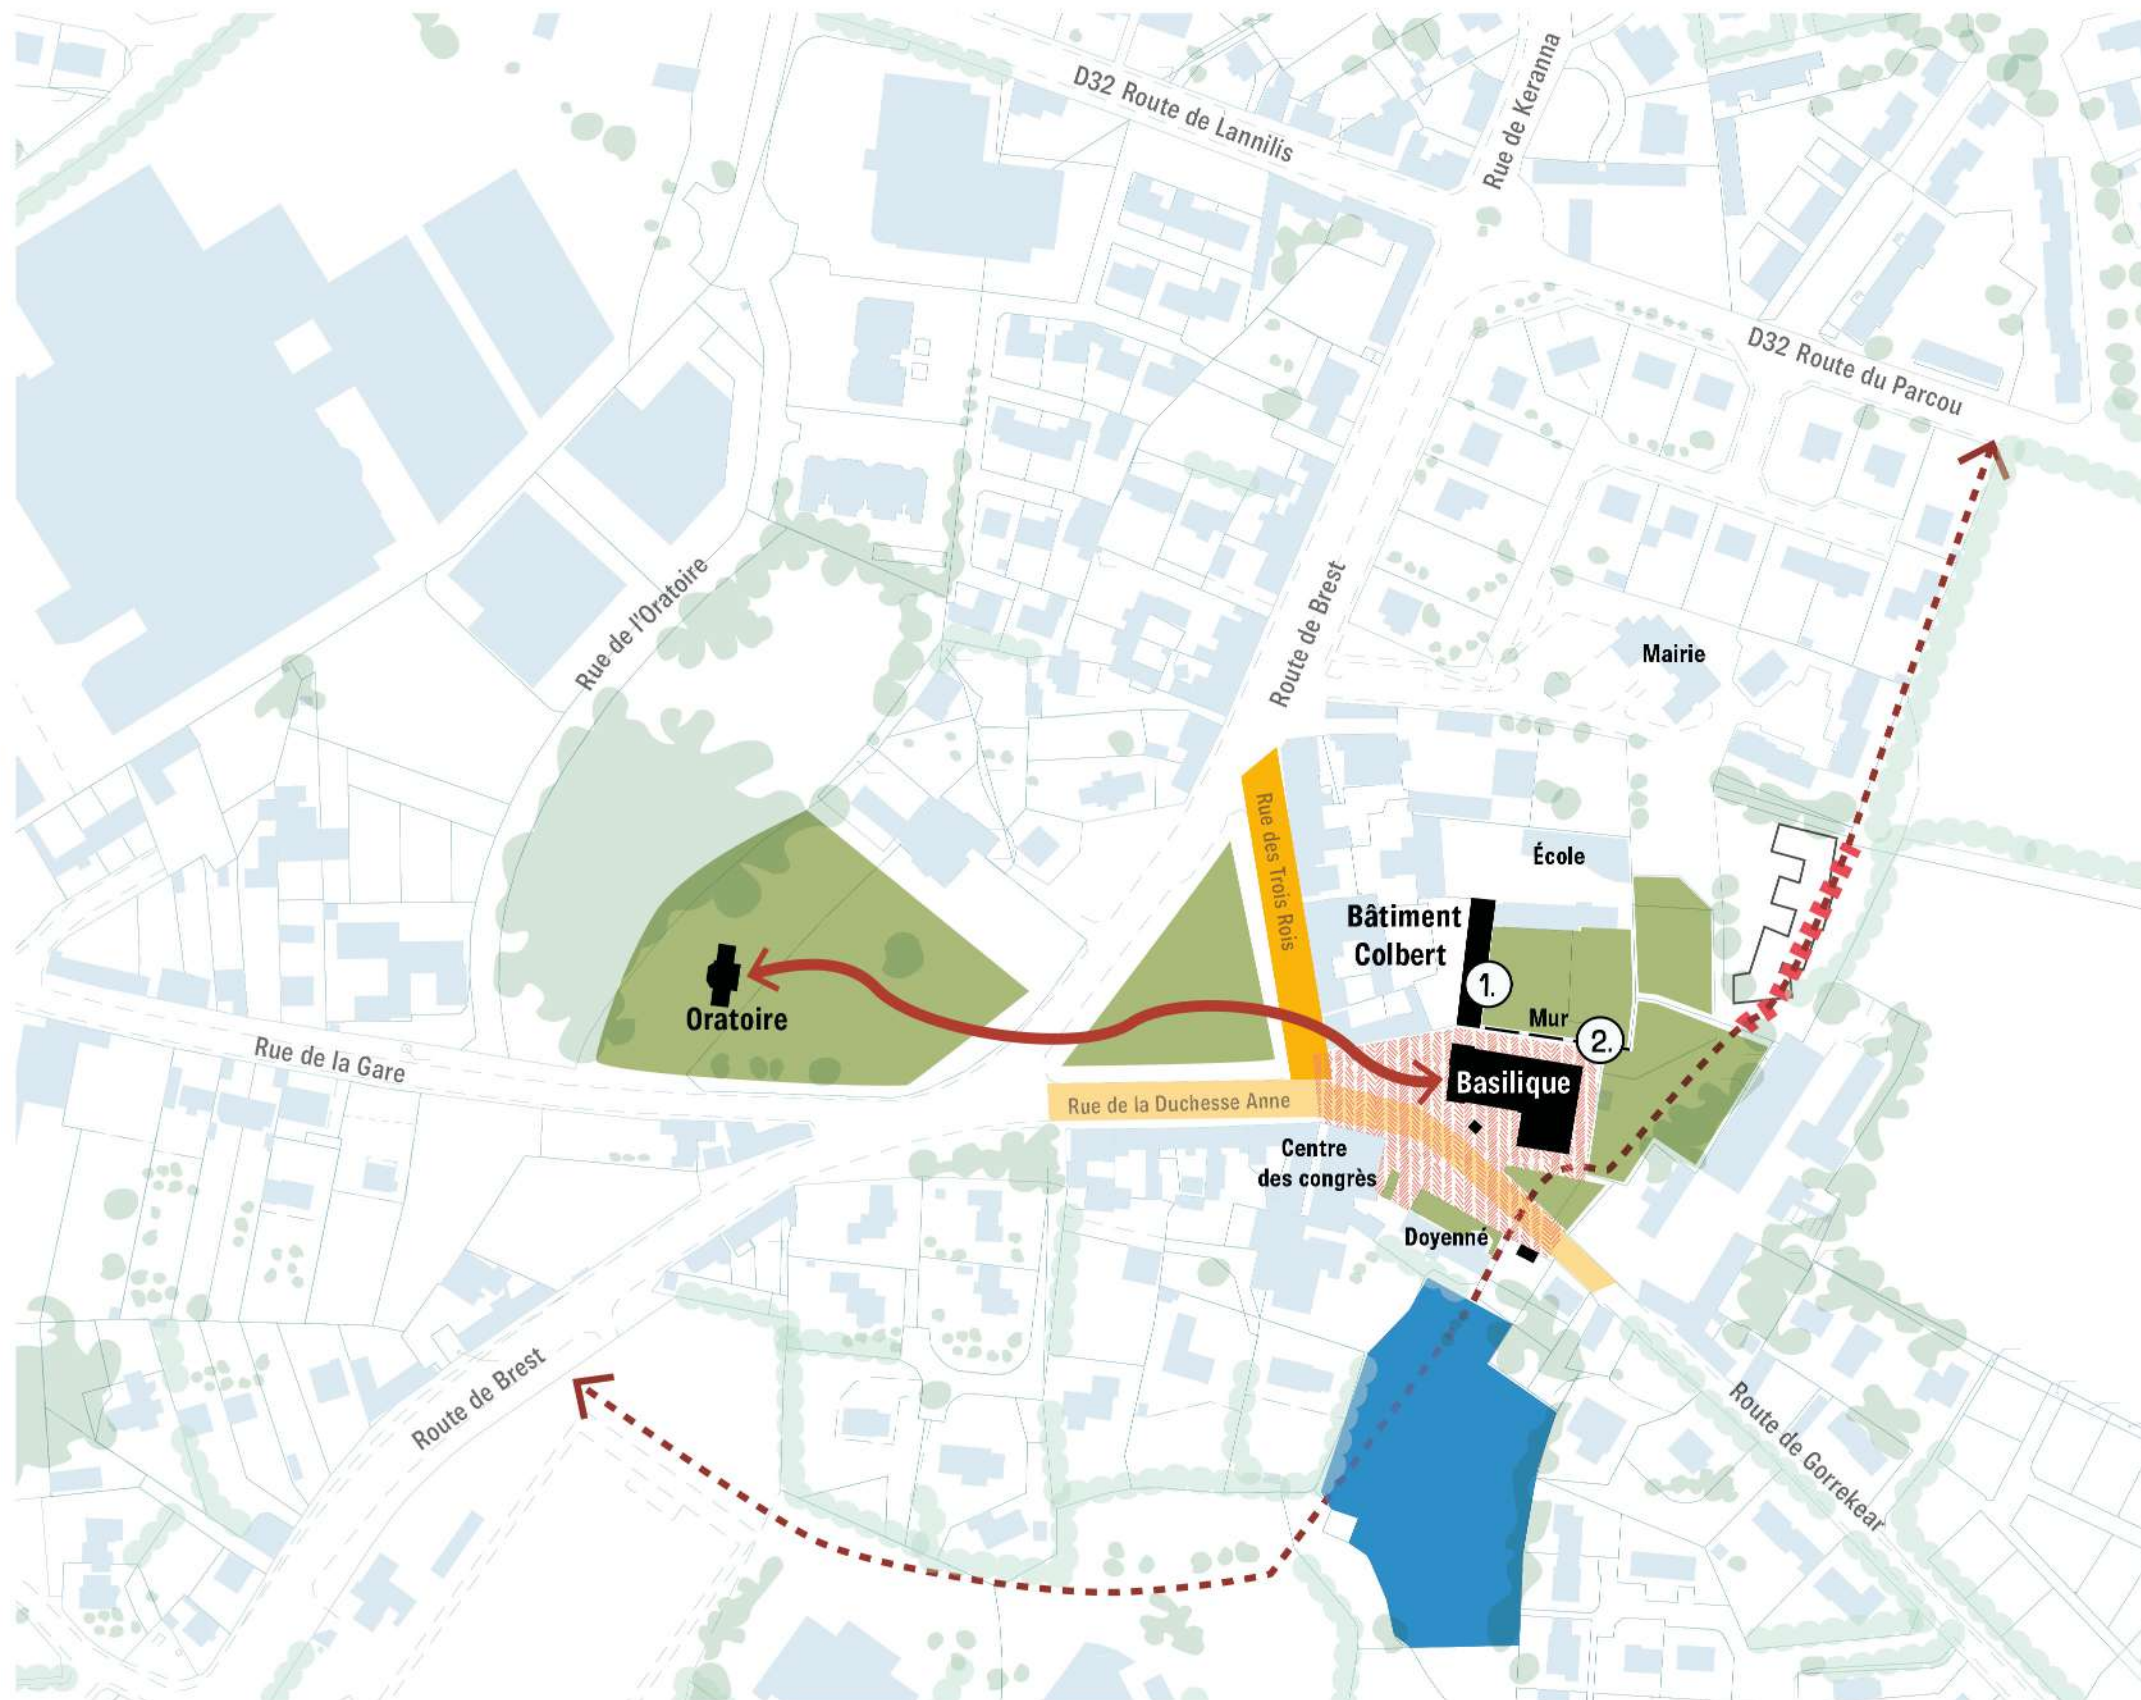 D32 Route de Lannilis
Rue de Keranna
D32 Route du Parcou
Rue de l'Oratoire
Route de Brest
Mairie
Rue des Trois Rois
École
Bâtiment
Colbert
1.
Mur
2.
Oratoire
Rue de la Gare
Basilique
Rue de la Duchesse Anne
Centre
des congrès
Doyenné
Route de Brest
Route de Gorrekear